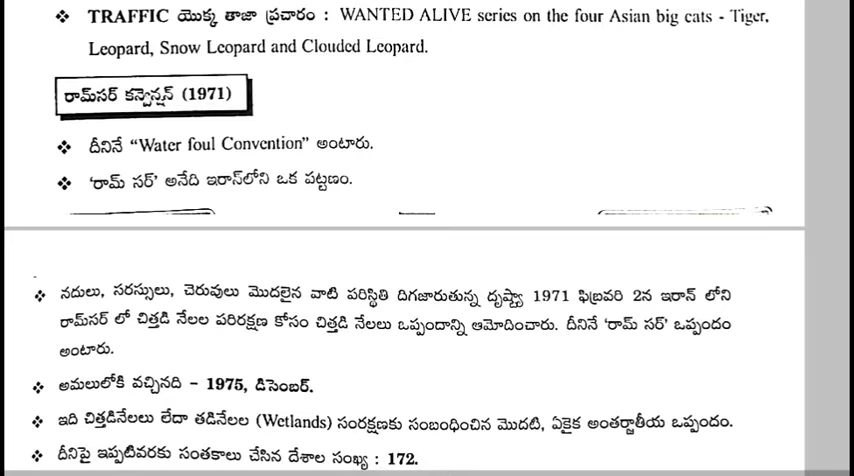 ❖ TRAFFIC యొక్క తాజా ప్రచారం : WANTED ALIVE series on the four Asian big cats - Tiger,
Leopard, Snow Leopard and Clouded Leopard.
రామ్‌సర్ కన్వెన్షన్ (1971)
❖ దీనినే “Water foul Convention” అంటారు.
❖ ‘రామ్ సర్’ అనేది ఇరాన్‌లోని ఒక పట్టణం.
❖ నదులు, సరస్సులు, చెరువులు మొదలైన వాటి పరిస్థితి దిగజారుతున్న దృష్ట్యా 1971 ఫిబ్రవరి 2న ఇరాన్ లోని
రామ్‌సర్ లో చిత్తడి నేలల పరిరక్షణ కోసం చిత్తడి నేలలు ఒప్పందాన్ని ఆమోదించారు. దీనినే ‘రామ్ సర్’ ఒప్పందం
అంటారు.
❖ అమలులోకి వచ్చినది – 1975, డిసెంబర్.
❖ ఇది చిత్తడినేలలు లేదా తడినేలల (Wetlands) సంరక్షణకు సంబంధించిన మొదటి, ఏకైక అంతర్జాతీయ ఒప్పందం.
❖ దీనిపై ఇప్పటివరకు సంతకాలు చేసిన దేశాల సంఖ్య : 172.